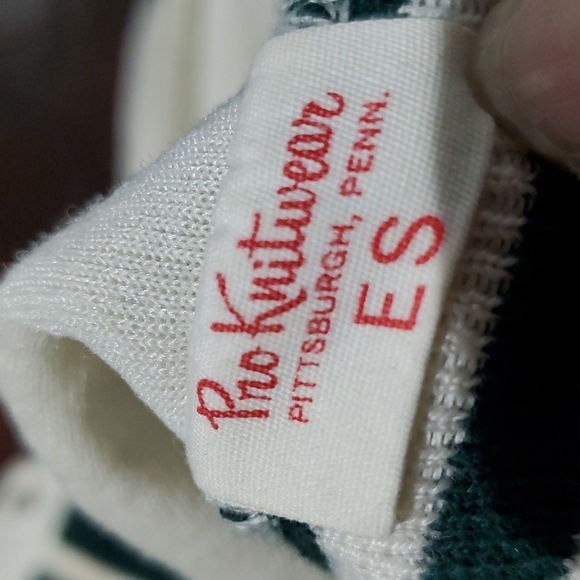 Pro Knitwear
PITTSBURGH, PENN.
ES